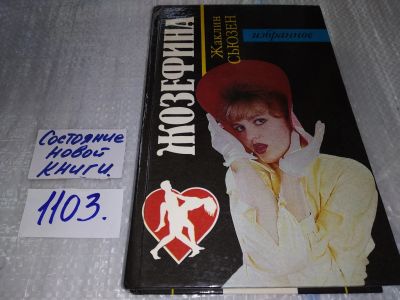 Состояние
новой
книги.
1103.
ЖОЗЕФИНА
Жаклин
СЬЮЗЕН
избранное